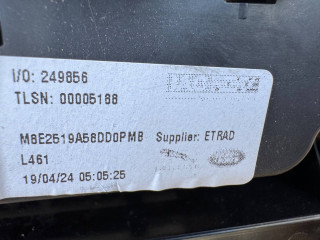 I/O: 249856
TLSN: 00005188
M8E2519A58DD0PMB Supplier: ETRAD
L461
19/04/24 05:05:25